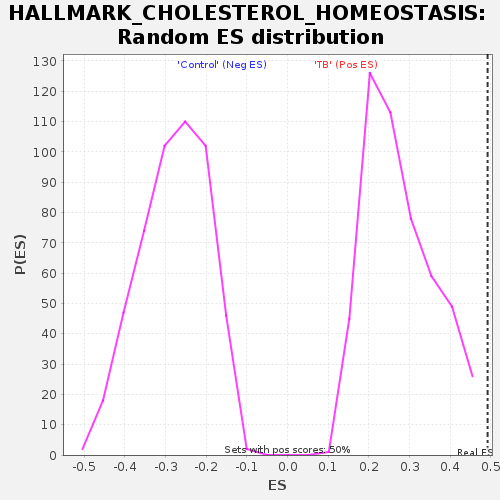 HALLMARK_CHOLESTEROL_HOMEOSTASIS:
Random ES distribution
'Control' (Neg ES) 'TB' (Pos ES)
130
120
110
100
90
80
70
60
50
40
30
20
10
0
P(ES)
Sets with pos scores: 50%
Real ES
-0.5 -0.4 -0.3 -0.2 -0.1 0.0 0.1 0.2 0.3 0.4 0.5
ES